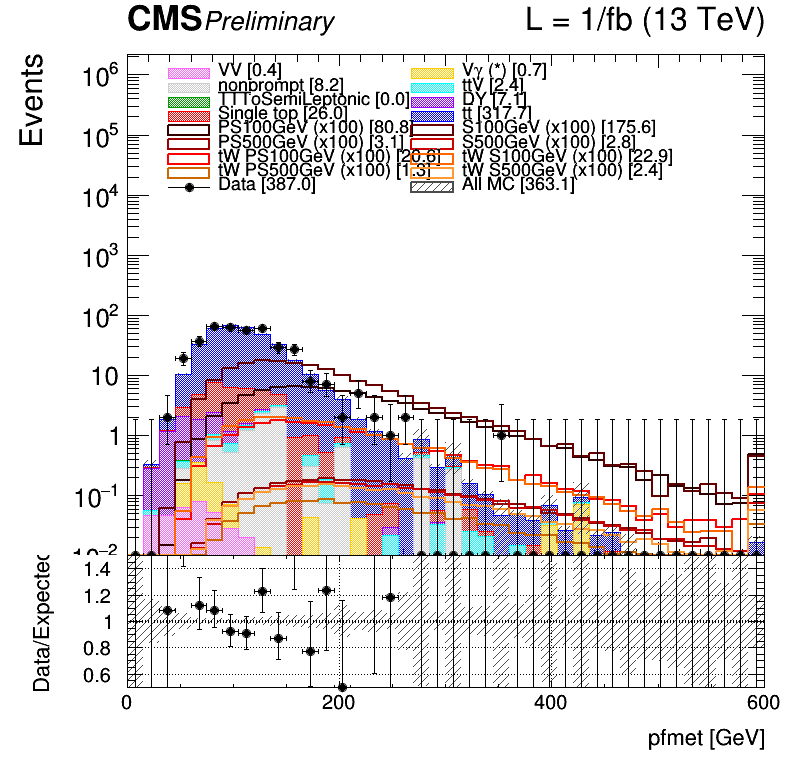 CMS Preliminary L = 1/fb (13 TeV)
Events
VV [0.4] Vγ (*) [0.7]
nonprompt [8.2] ttV [2.4]
TTToSemiLeptonic [0.0] DY [7.1]
Single top [26.0] tt [317.7]
PS100GeV (x100) [80.8] S100GeV (x100) [175.6]
PS500GeV (x100) [3.1] S500GeV (x100) [2.8]
tW PS100GeV (x100) [20.6] tW S100GeV (x100) [22.9]
tW PS500GeV (x100) [1.3] tW S500GeV (x100) [2.4]
Data [387.0] All MC [363.1]
10⁶
10⁵
10⁴
10³
10²
10
1
10⁻¹
10⁻²
Data/Expected
1.4
1.2
1
0.8
0.6
0 200 400 600
pfmet [GeV]